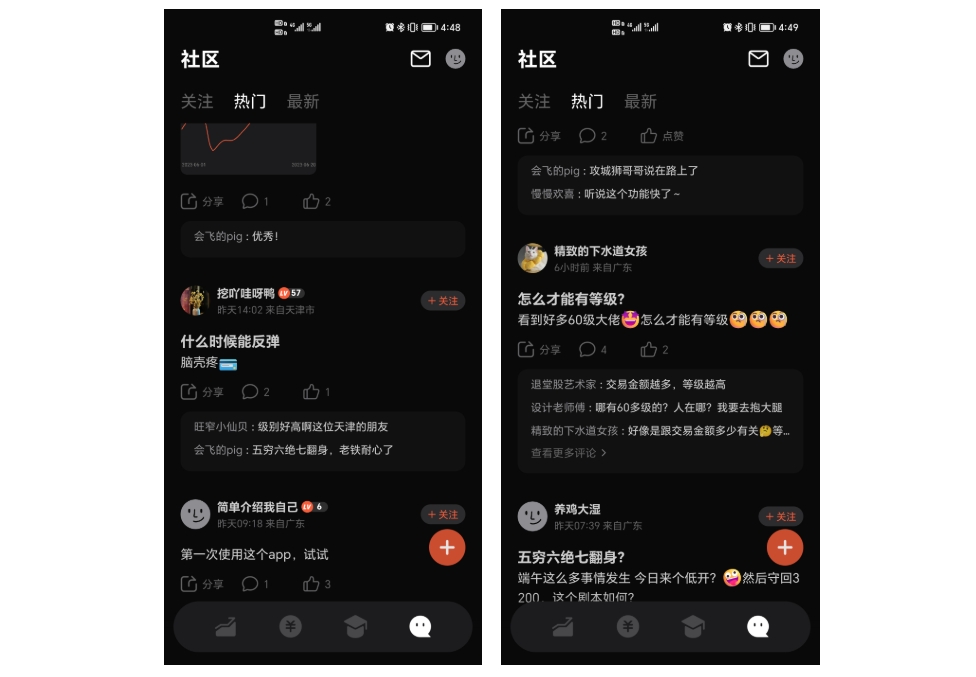 4:48
社区
关注 热门 最新
2023-06-01 2023-06-25
分享 1 2
会飞的pig : 优秀!
挖吖哇呀鸭 LV 57
昨天14:02 来自天津市
+ 关注
什么时候能反弹
脑壳疼
分享 2 1
旺窄小仙贝 : 级别好高啊这位天津的朋友
会飞的pig : 五穷六绝七翻身，老铁耐心了
简单介绍我自己 LV 6
昨天09:18 来自广东
+ 关注
第一次使用这个app，试试
分享 1 3
4:49
社区
关注 热门 最新
分享 2 点赞
会飞的pig : 攻城狮哥哥说在路上了
慢慢欢喜 : 听说这个功能快了~
精致的下水道女孩
6小时前 来自广东
+ 关注
怎么才能有等级?
看到好多60级大佬🤩怎么才能有等级🥺🥺🥺
分享 4 2
退堂股艺术家 : 交易金额越多，等级越高
设计老师傅 : 哪有60多级的？人在哪？我要去抱大腿
精致的下水道女孩 : 好像是跟交易金额多少有关🤔等...
查看更多评论 >
养鸡大湿
昨天07:39 来自广东
+ 关注
五穷六绝七翻身?
端午这么多事情发生 今日来个低开？🤪然后守回3
200，这个剧本如何?